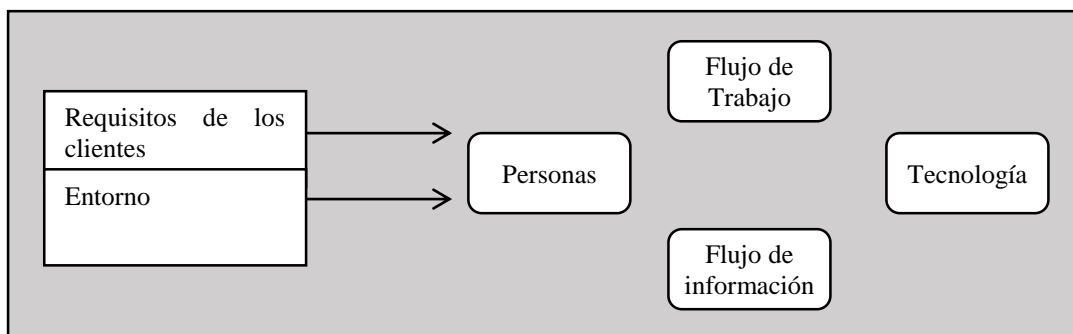 Requisitos de los
clientes
Entorno
Personas
Flujo de
Trabajo
Flujo de
información
Tecnología